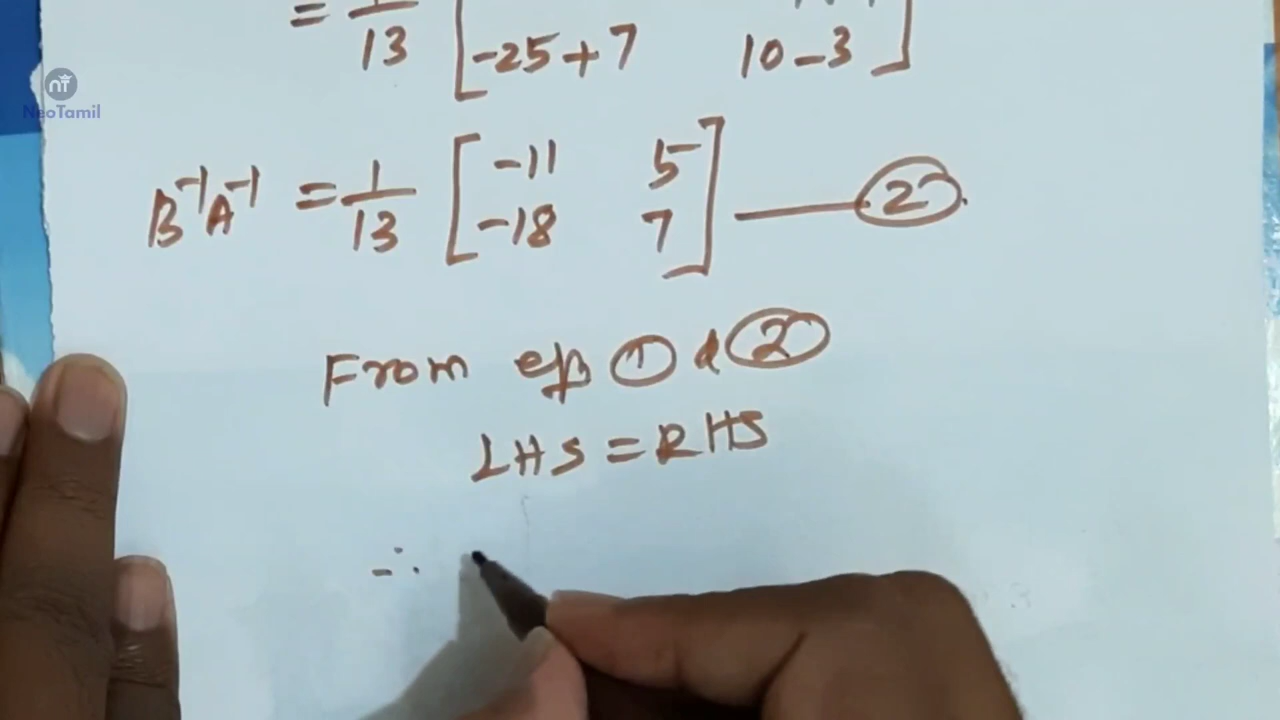 = 1/13 [-25+7 10-3]
NeoTamil
B⁻¹A⁻¹ = 1/13 [-11 5
-18 7] —— ②.
From eqn ① & ②
LHS = RHS
∴